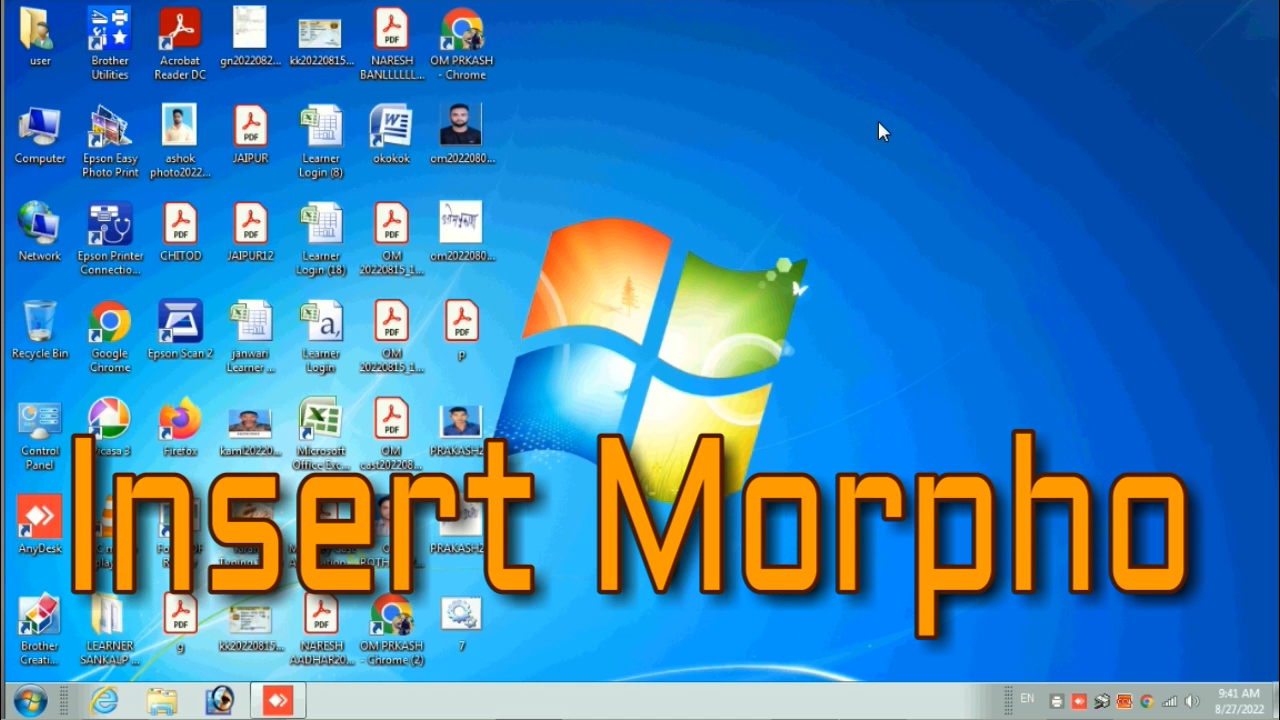 user
Brother
Utilities
Acrobat
Reader DC
gn2022082...
kk20220815...
NARESH
BANLLLLLL...
OM PRKASH
- Chrome
Computer
Epson Easy
Photo Print
ashok
photo2022...
JAIPUR
Learner
Login (8)
okokok
om2022080...
Network
Epson Printer
Connectio...
CHITOD
JAIPUR12
Learner
Login (18)
OM
20220815_1...
om2022080...
Recycle Bin
Google
Chrome
Epson Scan 2
janwari
Learner ...
Learner
Login
OM
20220815_1...
p
Control
Panel
Firefox
kaml20220...
Microsoft
Office Exc...
OM
cast202208...
PRAKASH2
Insert Morpho
AnyDesk
PRAKASH2
Brother
Creati...
LEARNER
SANKALP ...
g
kk20220815...
NARESH
AADHAR20...
OM PRKASH
- Chrome (2)
7
EN
9:41 AM
8/27/2022